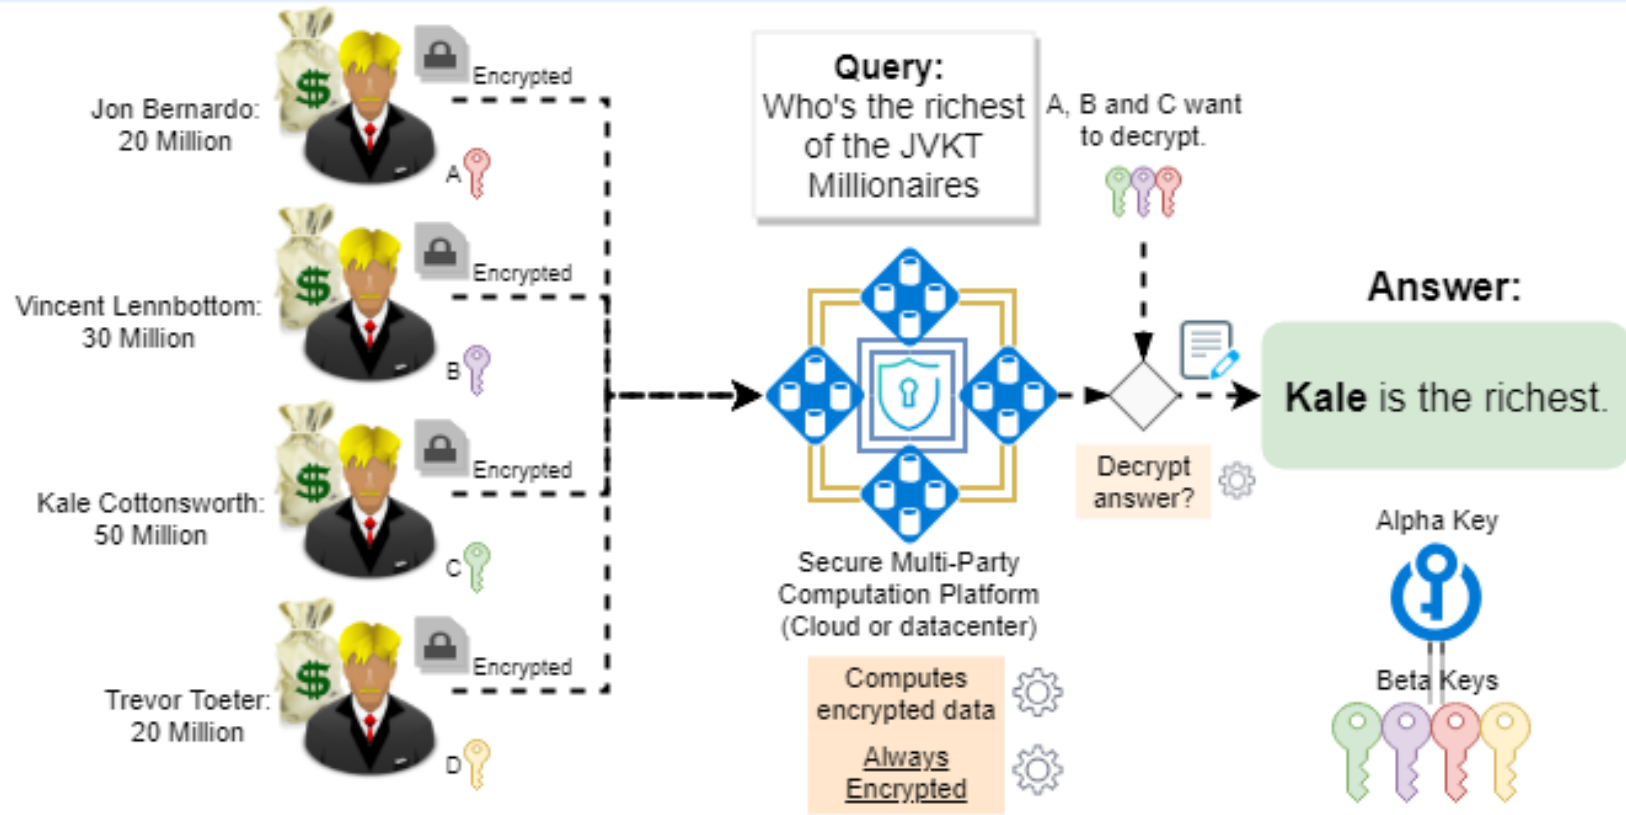 Jon Bernardo:
20 Million
Encrypted
A
Vincent Lennbottom:
30 Million
Encrypted
B
Kale Cottonsworth:
50 Million
Encrypted
C
Trevor Toeter:
20 Million
Encrypted
D
Query:
Who's the richest
of the JVKT
Millionaires
A, B and C want
to decrypt.
Secure Multi-Party
Computation Platform
(Cloud or datacenter)
Computes
encrypted data
Always
Encrypted
Decrypt
answer?
Answer:
Kale is the richest.
Alpha Key
Beta Keys